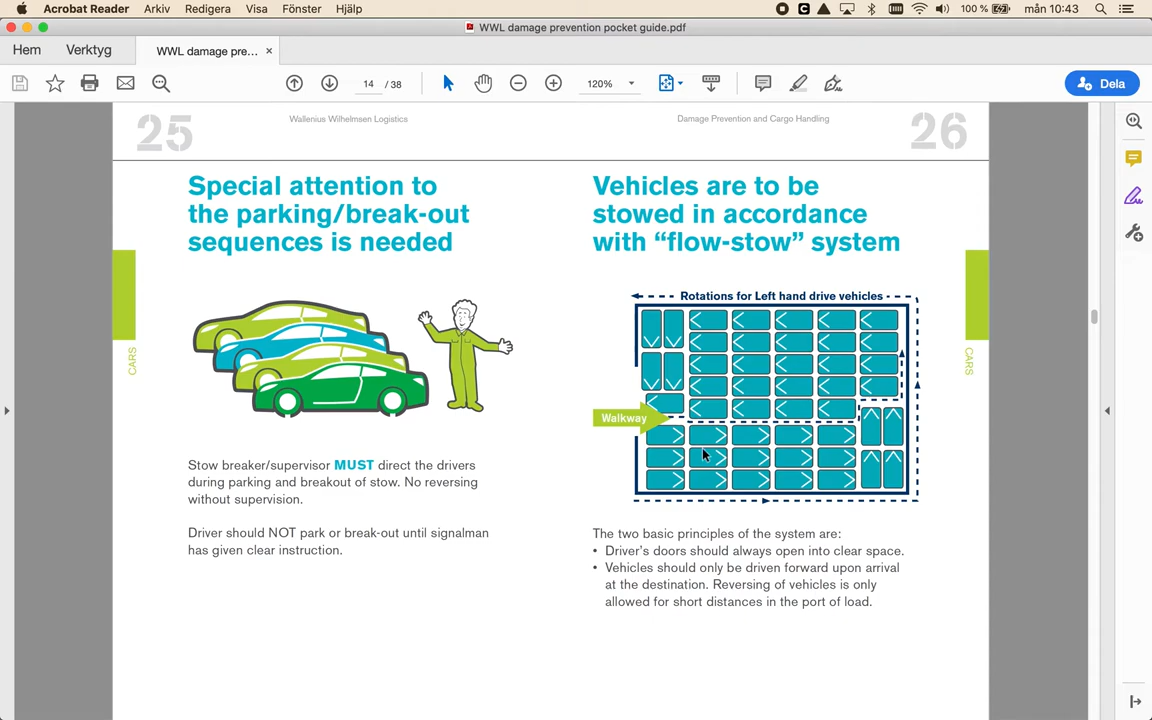 Acrobat Reader Arkiv Redigera Visa Fönster Hjälp 100 % mån 10:43
WWL damage prevention pocket guide.pdf
Hem Verktyg WWL damage pre... ×
14 / 38 120% Dela
25 Wallenius Wilhelmsen Logistics
Damage Prevention and Cargo Handling 26
Special attention to
the parking/break-out
sequences is needed
CARS
Stow breaker/supervisor MUST direct the drivers
during parking and breakout of stow. No reversing
without supervision.
Driver should NOT park or break-out until signalman
has given clear instruction.
Vehicles are to be
stowed in accordance
with “flow-stow” system
Rotations for Left hand drive vehicles
Walkway
CARS
The two basic principles of the system are:
• Driver's doors should always open into clear space.
• Vehicles should only be driven forward upon arrival
at the destination. Reversing of vehicles is only
allowed for short distances in the port of load.